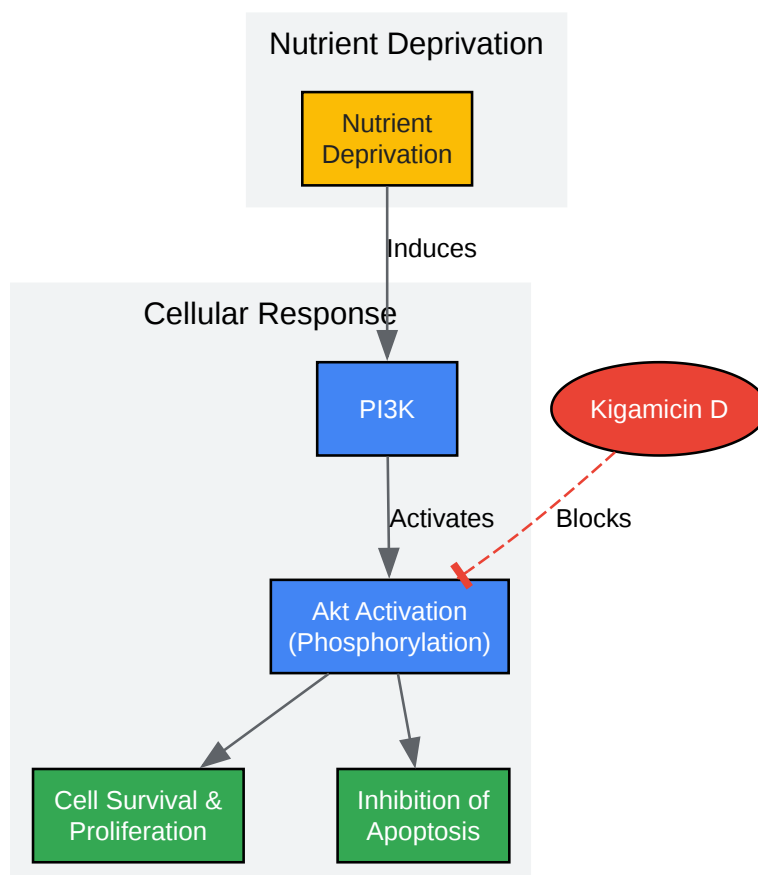 Nutrient Deprivation
Nutrient
Deprivation
Induces
Cellular Response
PI3K
Kigamicin D
Activates
Blocks
Akt Activation
(Phosphorylation)
Cell Survival &
Proliferation
Inhibition of
Apoptosis